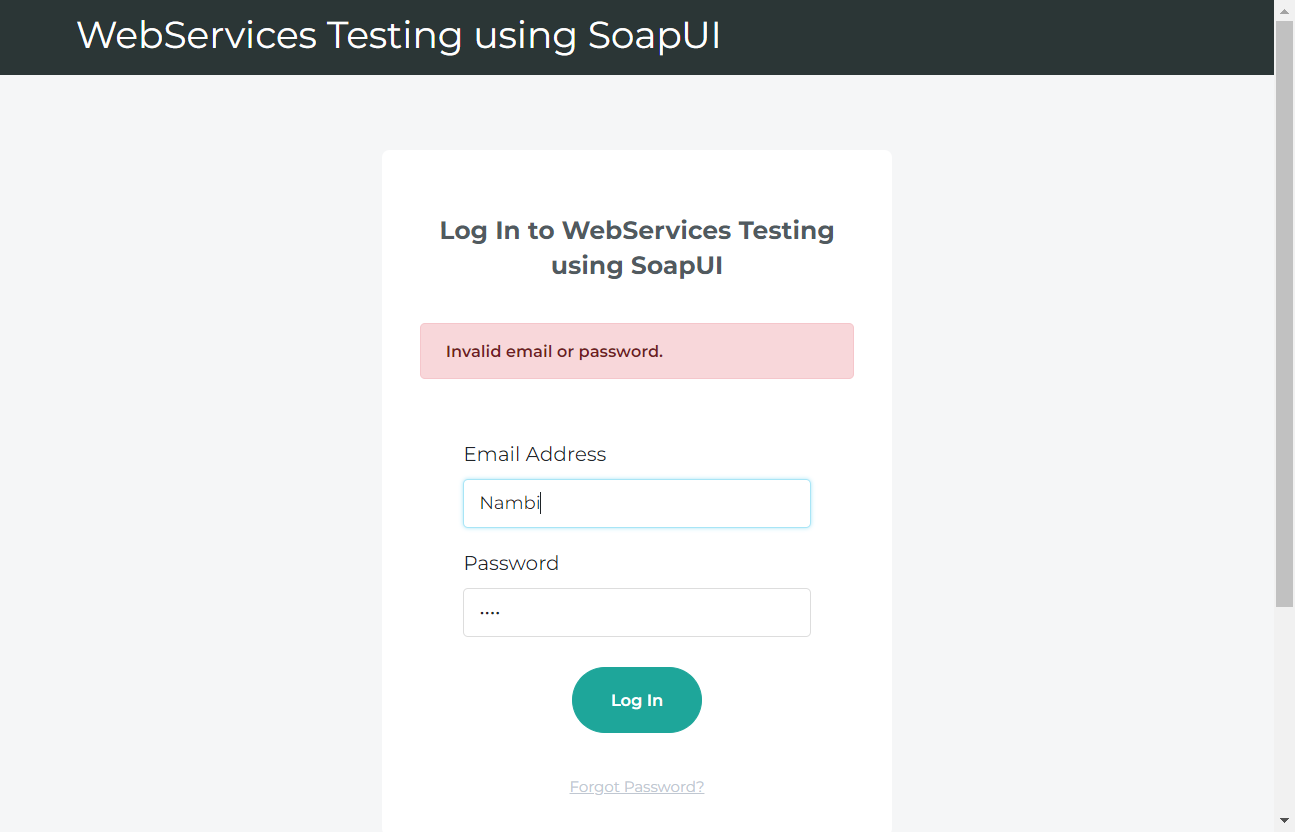 WebServices Testing using SoapUI
Log In to WebServices Testing
using SoapUI
Invalid email or password.
Email Address
Nambi
Password
••••
Log In
Forgot Password?